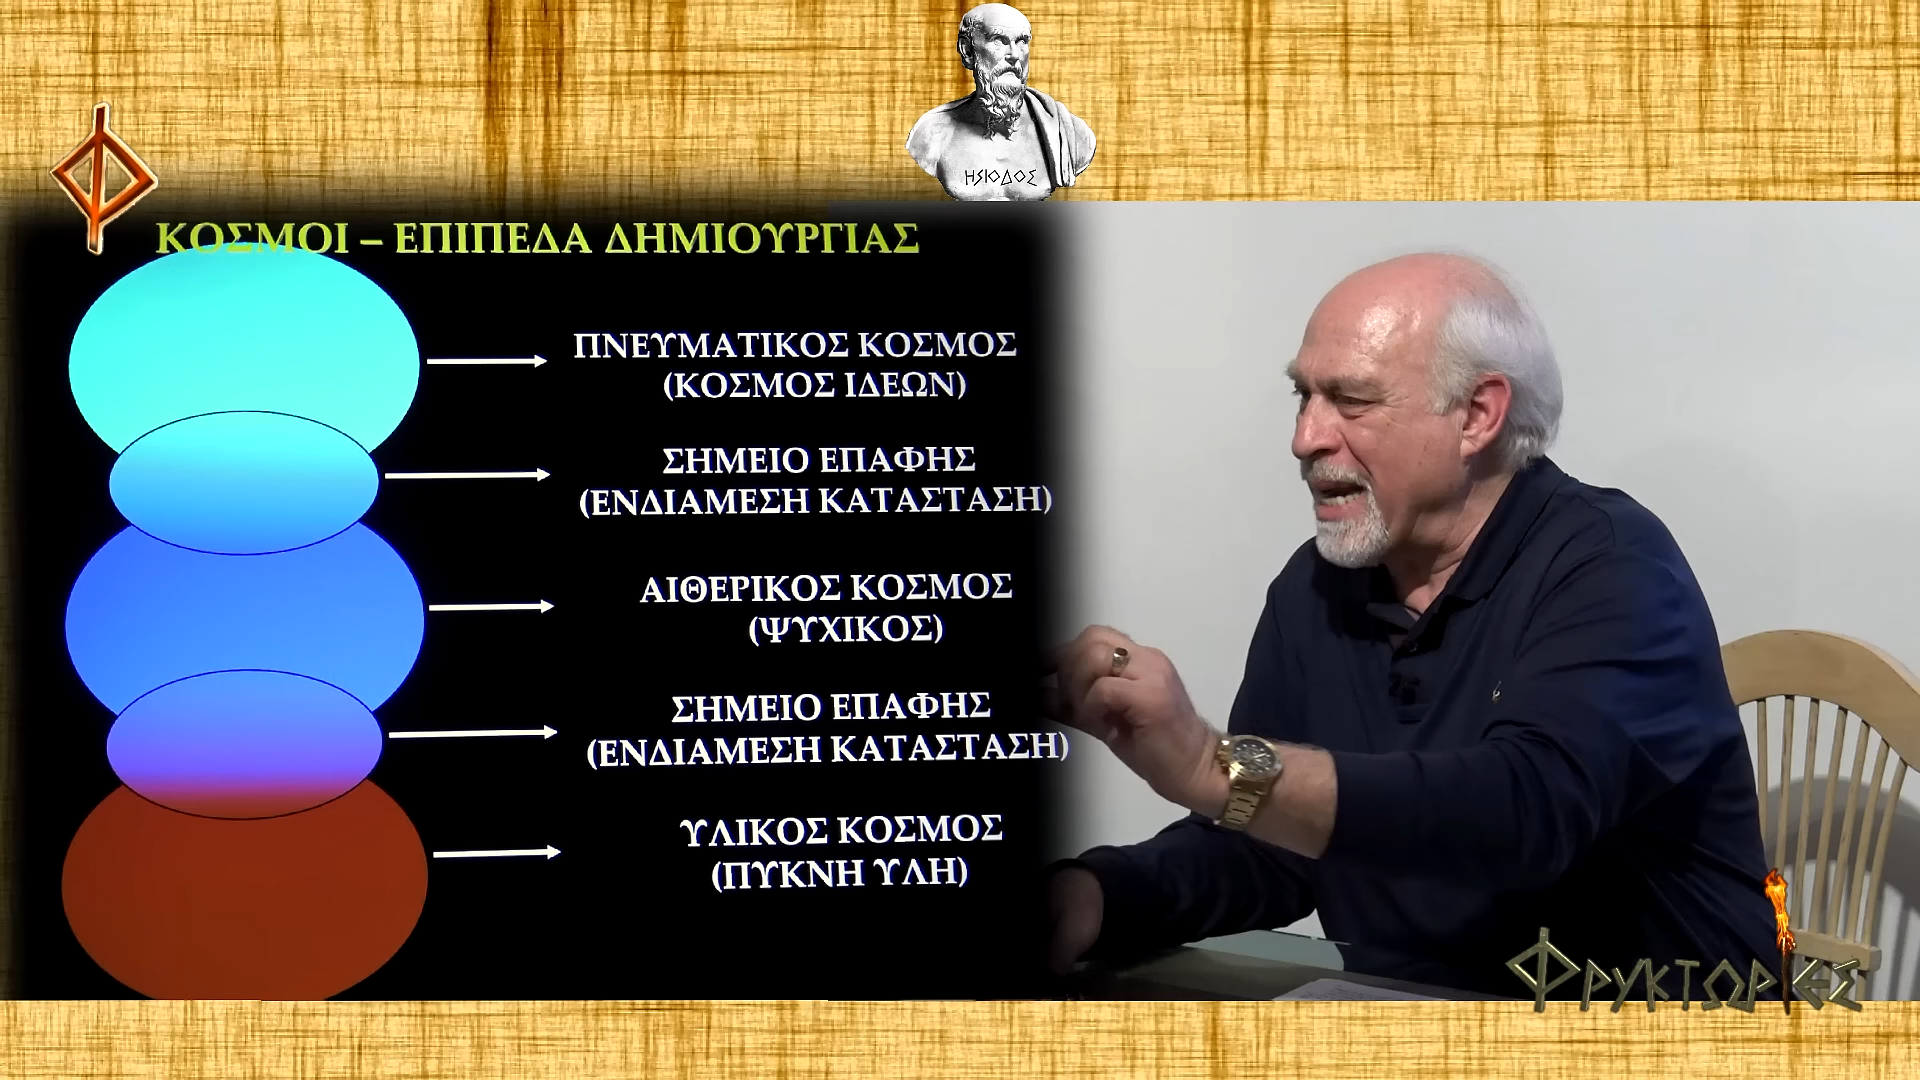 ΗΣΙΟΔΟΣ
ΚΟΣΜΟΙ – ΕΠΙΠΕΔΑ ΔΗΜΙΟΥΡΓΙΑΣ
ΠΝΕΥΜΑΤΙΚΟΣ ΚΟΣΜΟΣ
(ΚΟΣΜΟΣ ΙΔΕΩΝ)
ΣΗΜΕΙΟ ΕΠΑΦΗΣ
(ΕΝΔΙΑΜΕΣΗ ΚΑΤΑΣΤΑΣΗ)
ΑΙΘΕΡΙΚΟΣ ΚΟΣΜΟΣ
(ΨΥΧΙΚΟΣ)
ΣΗΜΕΙΟ ΕΠΑΦΗΣ
(ΕΝΔΙΑΜΕΣΗ ΚΑΤΑΣΤΑΣΗ)
ΥΛΙΚΟΣ ΚΟΣΜΟΣ
(ΠΥΚΝΗ ΥΛΗ)
ΦΡΥΚΤΩΡΙΕΣ